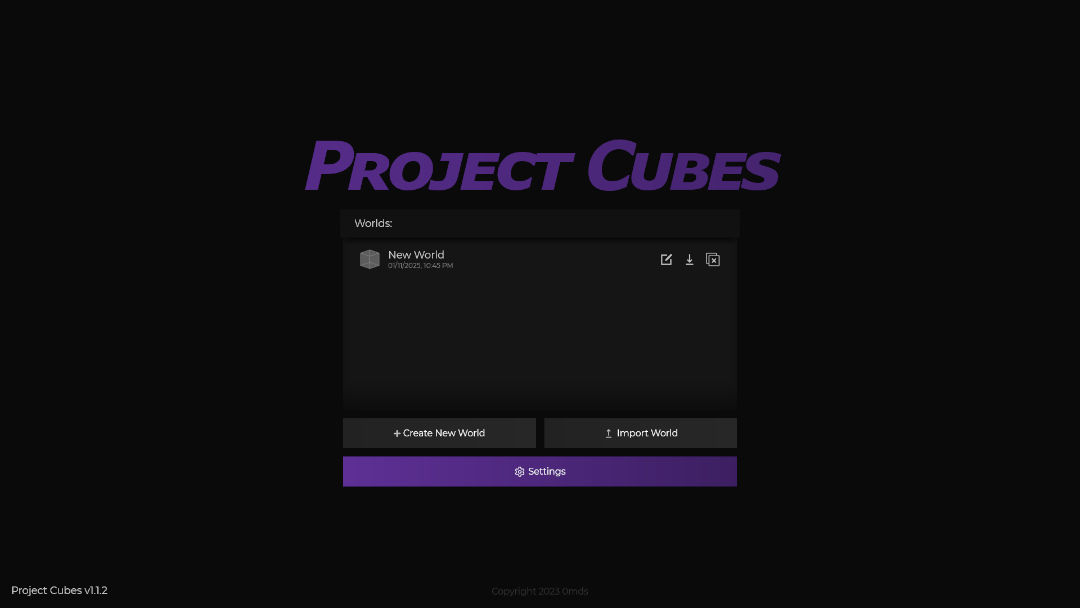 PROJECT CUBES
Worlds:
New World
01/11/2025, 10:45 PM
+ Create New World
Import World
Settings
Project Cubes v1.1.2
Copyright 2023 0mds